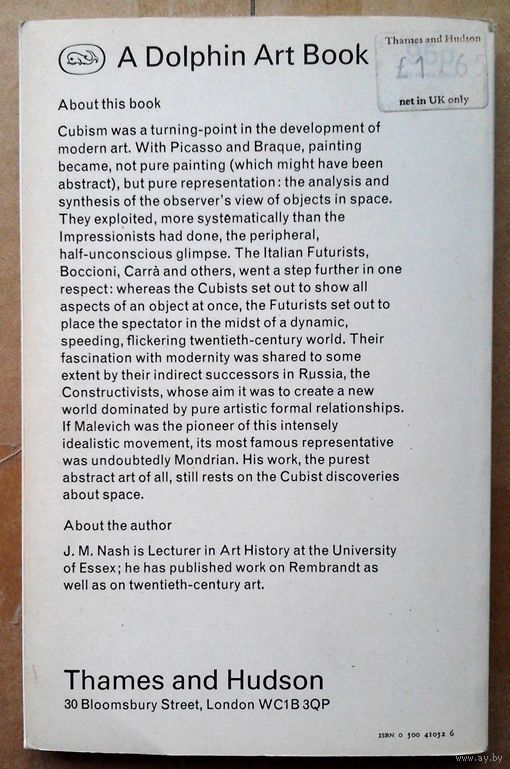 A Dolphin Art Book
Thames and Hudson
£1
65
net in UK only
About this book
Cubism was a turning-point in the development of
modern art. With Picasso and Braque, painting
became, not pure painting (which might have been
abstract), but pure representation: the analysis and
synthesis of the observer's view of objects in space.
They exploited, more systematically than the
Impressionists had done, the peripheral,
half-unconscious glimpse. The Italian Futurists,
Boccioni, Carrà and others, went a step further in one
respect: whereas the Cubists set out to show all
aspects of an object at once, the Futurists set out to
place the spectator in the midst of a dynamic,
speeding, flickering twentieth-century world. Their
fascination with modernity was shared to some
extent by their indirect successors in Russia, the
Constructivists, whose aim it was to create a new
world dominated by pure artistic formal relationships.
If Malevich was the pioneer of this intensely
idealistic movement, its most famous representative
was undoubtedly Mondrian. His work, the purest
abstract art of all, still rests on the Cubist discoveries
about space.
About the author
J. M. Nash is Lecturer in Art History at the University
of Essex; he has published work on Rembrandt as
well as on twentieth-century art.
Thames and Hudson
30 Bloomsbury Street, London WC1B 3QP
ISBN 0 500 41052 6
www.ay.by